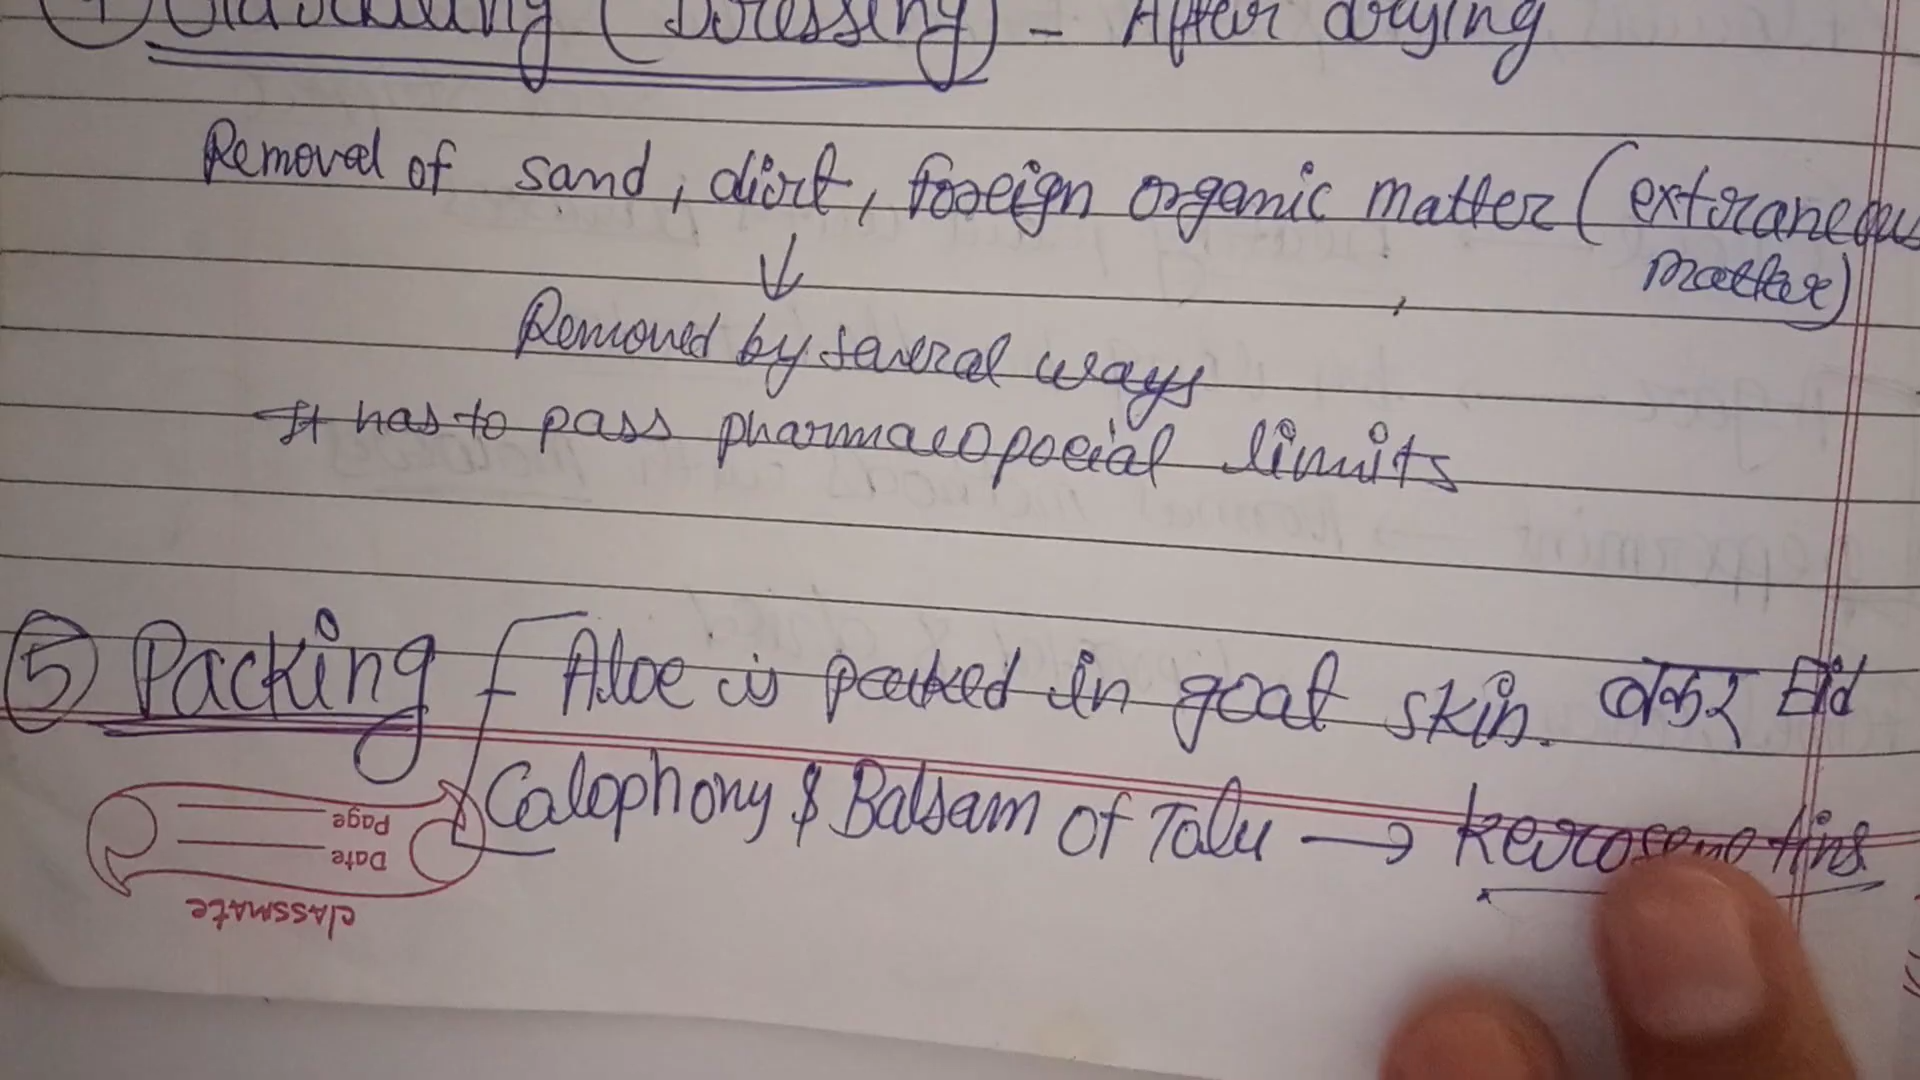 (Dressing) - After drying
Removal of sand, dirt, foreign organic matter (extraneous
matter)
↓
Removed by several ways
It has to pass pharmacopoeial limits
⑤ Packing Aloe is packed in goat skin. बकर ईद
Calophony & Balsam of Talu → kerosene tins
Page
Date
classmate